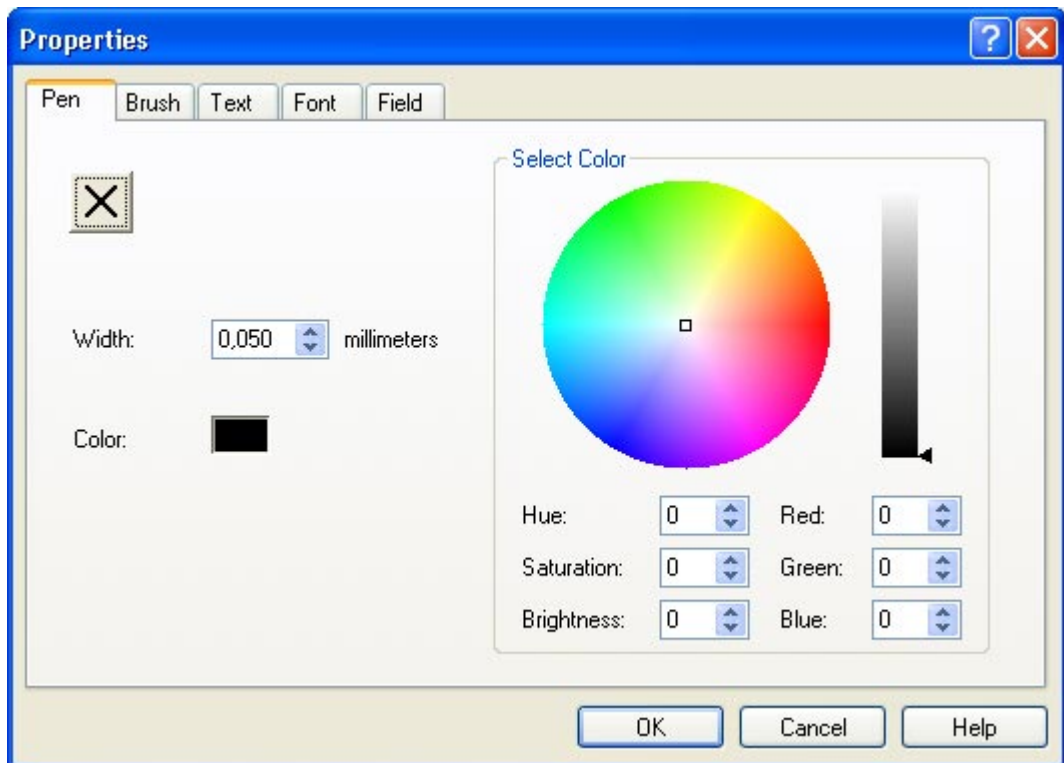 Properties
Pen Brush Text Font Field
Select Color
Width: 0,050 millimeters
Color:
Hue: 0 Red: 0
Saturation: 0 Green: 0
Brightness: 0 Blue: 0
OK Cancel Help